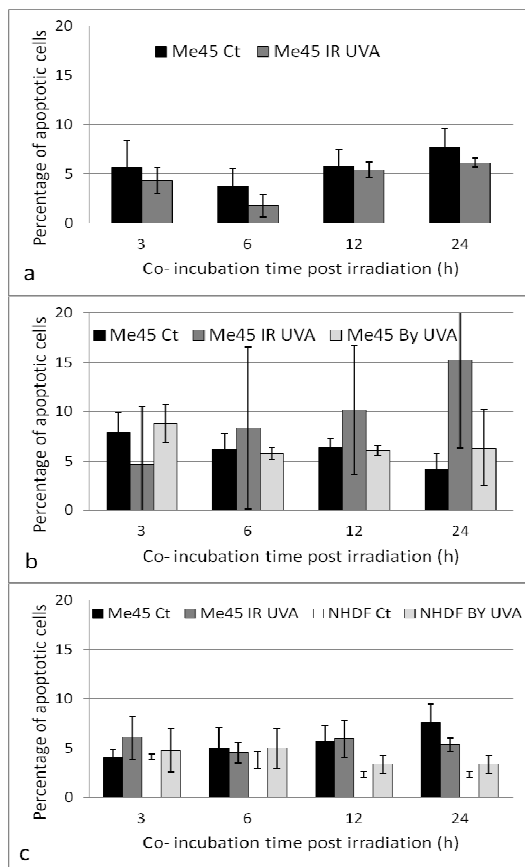 Me45 Ct Me45 IR UVA
Percentage of apoptotic cells
20
15
10
5
0
3 6 12 24
Co- incubation time post irradiation (h)
a
Me45 Ct Me45 IR UVA Me45 By UVA
Percentage of apoptotic cells
20
15
10
5
0
3 6 12 24
Co- incubation time post irradiation (h)
b
Me45 Ct Me45 IR UVA NHDF Ct NHDF BY UVA
Percentage of apoptotic cells
20
15
10
5
0
3 6 12 24
Co- incubation time post irradiation (h)
c